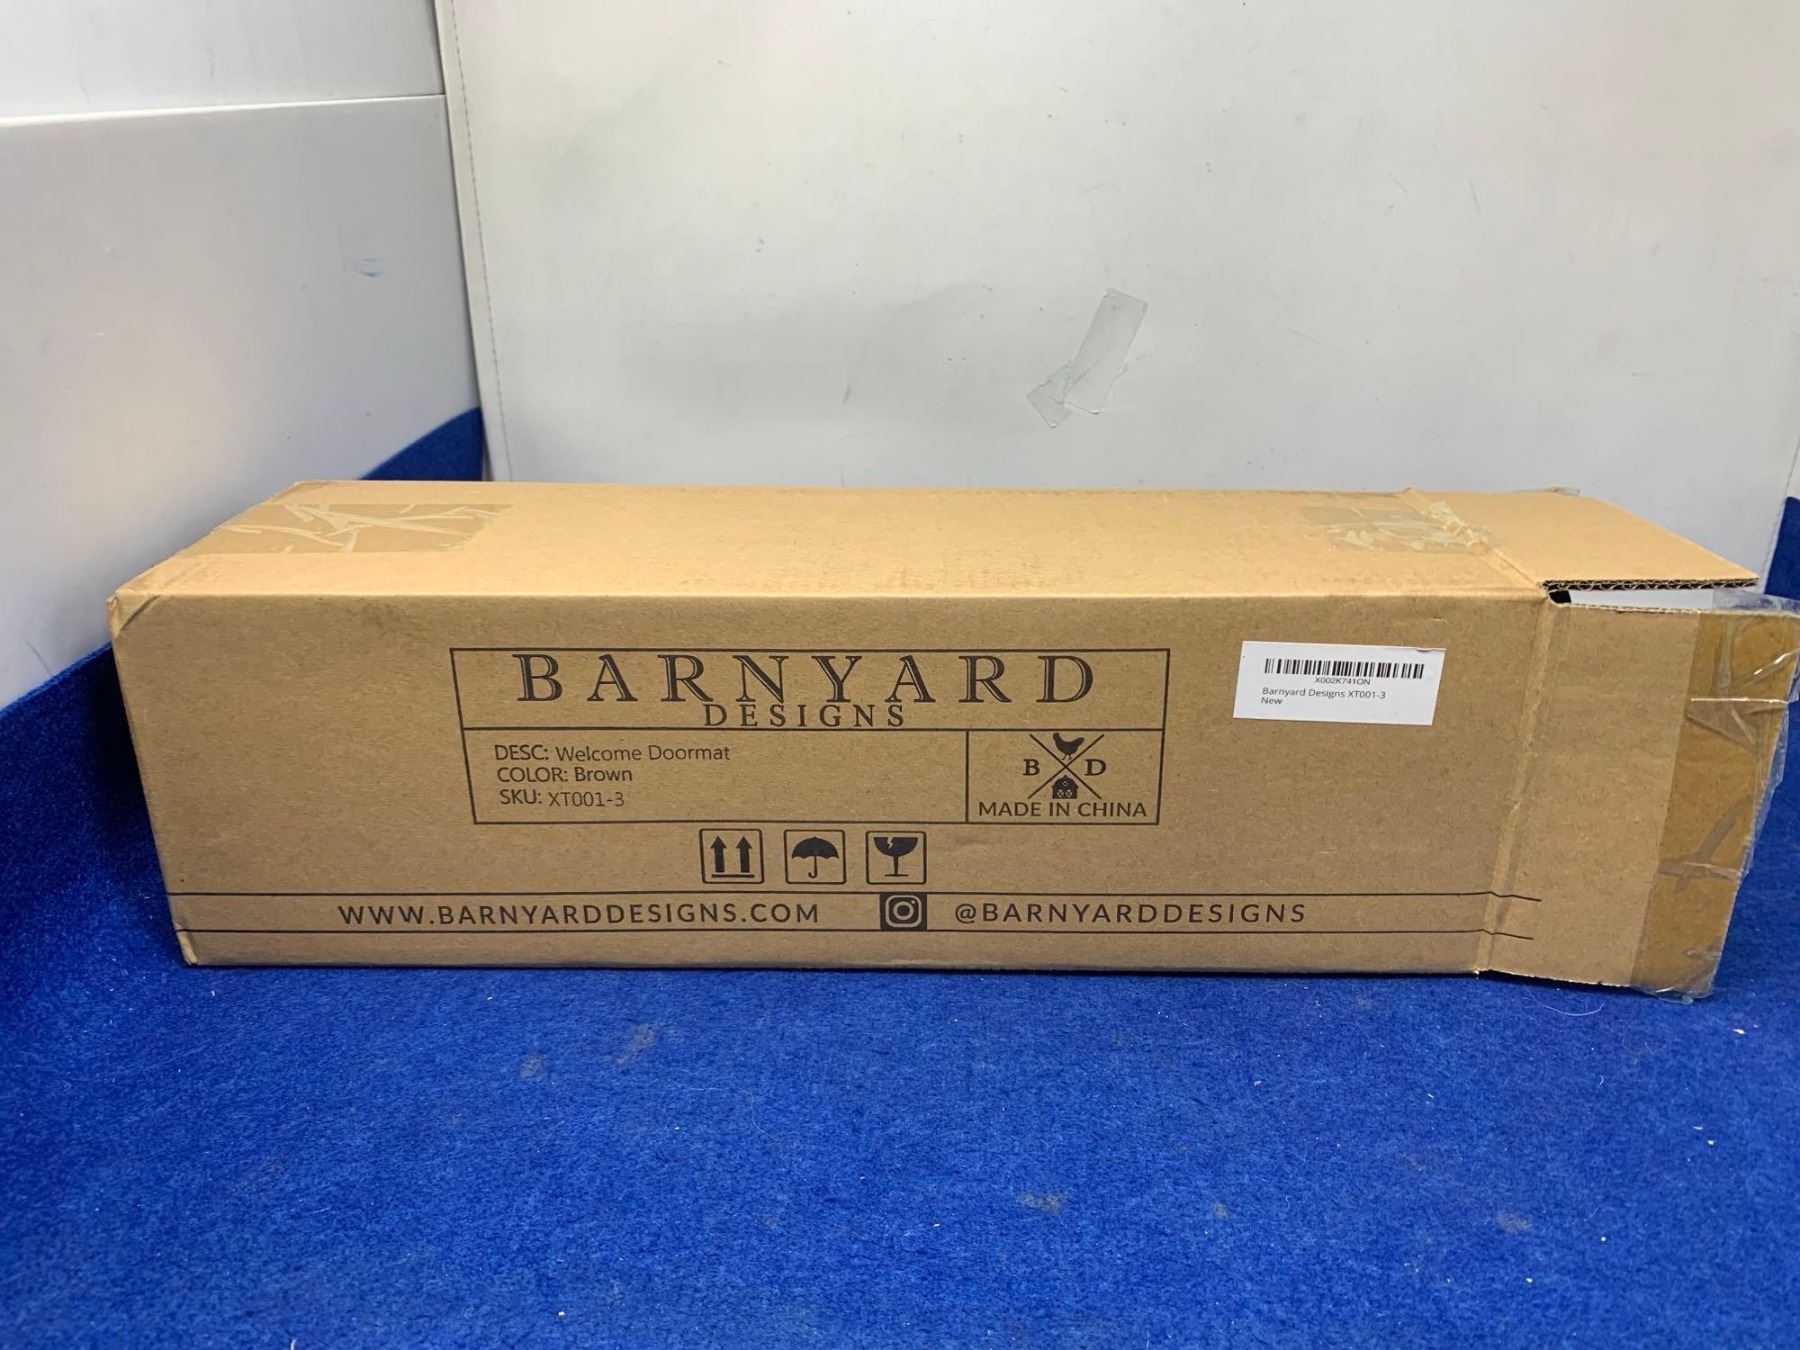 BARNYARD
DESIGNS
DESC: Welcome Doormat
COLOR: Brown
SKU: XT001-3
B D
MADE IN CHINA
X002K741ON
Barnyard Designs XT001-3
New
WWW.BARNYARDDESIGNS.COM @BARNYARDDESIGNS